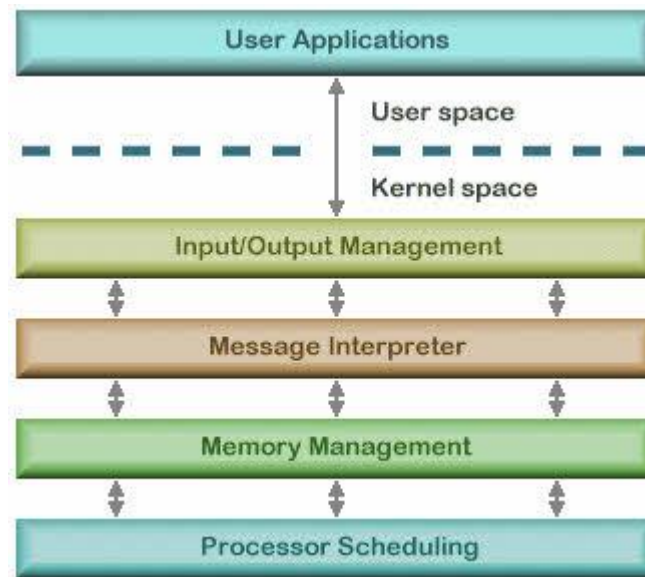 User Applications
User space
Kernel space
Input/Output Management
Message Interpreter
Memory Management
Processor Scheduling